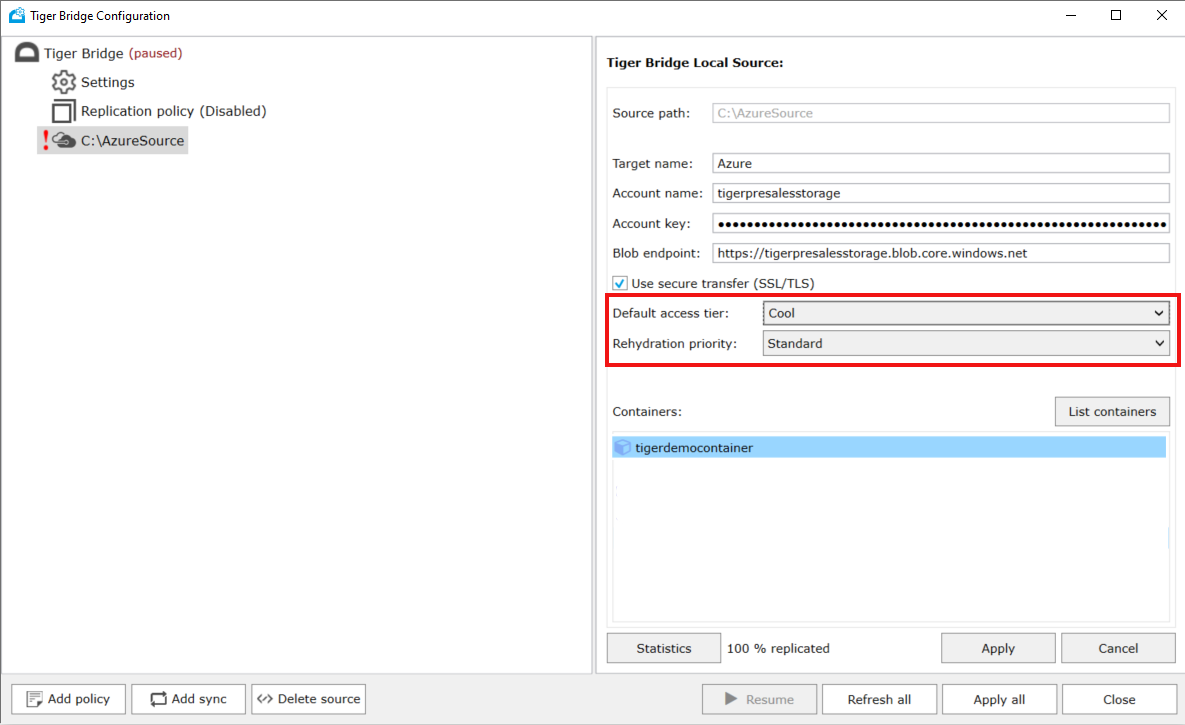 Tiger Bridge Configuration
Tiger Bridge (paused)
Settings
Replication policy (Disabled)
C:\AzureSource
Tiger Bridge Local Source:
Source path: C:\AzureSource
Target name: Azure
Account name: tigerpresalesstorage
Account key: ●●●●●●●●●●●●●●●●●●●●●●●●●●●●●●●●●●●●●●●●●●●●●●●●●●●●●●●●●●●●●●
Blob endpoint: https://tigerpresalesstorage.blob.core.windows.net
Use secure transfer (SSL/TLS)
Default access tier: Cool
Rehydration priority: Standard
Containers: List containers
tigerdemocontainer
Statistics 100 % replicated Apply Cancel
Add policy Add sync Delete source Resume Refresh all Apply all Close